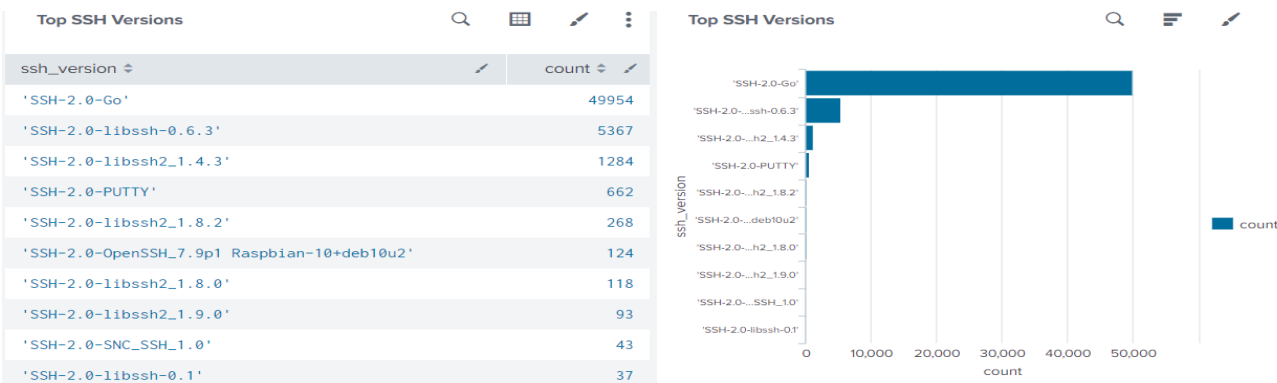 Top SSH Versions
ssh_version count
'SSH-2.0-Go' 49954
'SSH-2.0-libssh-0.6.3' 5367
'SSH-2.0-libssh2_1.4.3' 1284
'SSH-2.0-PUTTY' 662
'SSH-2.0-libssh2_1.8.2' 268
'SSH-2.0-OpenSSH_7.9p1 Raspbian-10+deb10u2' 124
'SSH-2.0-libssh2_1.8.0' 118
'SSH-2.0-libssh2_1.9.0' 93
'SSH-2.0-SNC_SSH_1.0' 43
'SSH-2.0-libssh-0.1' 37
Top SSH Versions
ssh_version
'SSH-2.0-Go'
'SSH-2.0-...ssh-0.6.3'
'SSH-2.0-...h2_1.4.3'
'SSH-2.0-PUTTY'
'SSH-2.0-...h2_1.8.2'
'SSH-2.0-...deb10u2'
'SSH-2.0-...h2_1.8.0'
'SSH-2.0-...h2_1.9.0'
'SSH-2.0-...SSH_1.0'
'SSH-2.0-libssh-0.1'
0 10,000 20,000 30,000 40,000 50,000
count
count